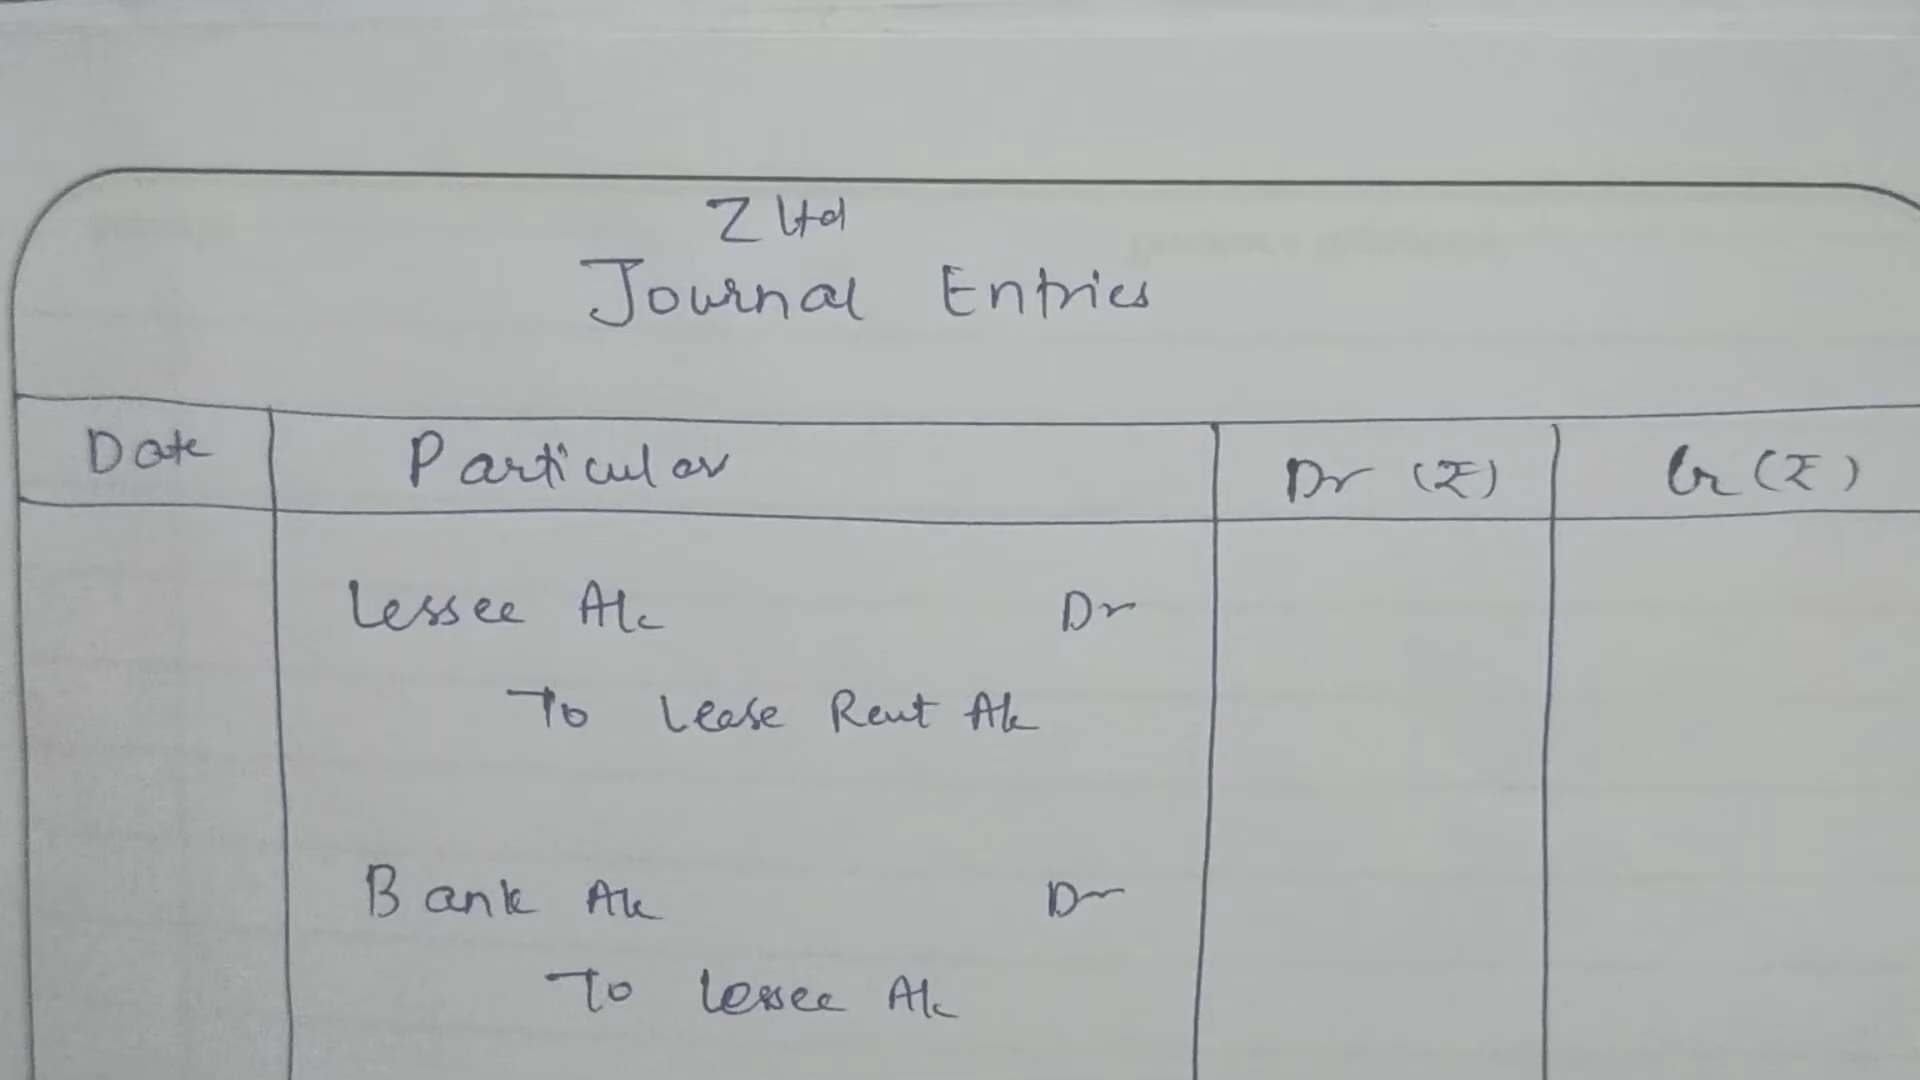 Z Ltd
Journal Entries
Date Particular Dr (₹) Cr (₹)
Lessee A/c Dr
To Lease Rent A/c
Bank A/c Dr
To Lessee A/c